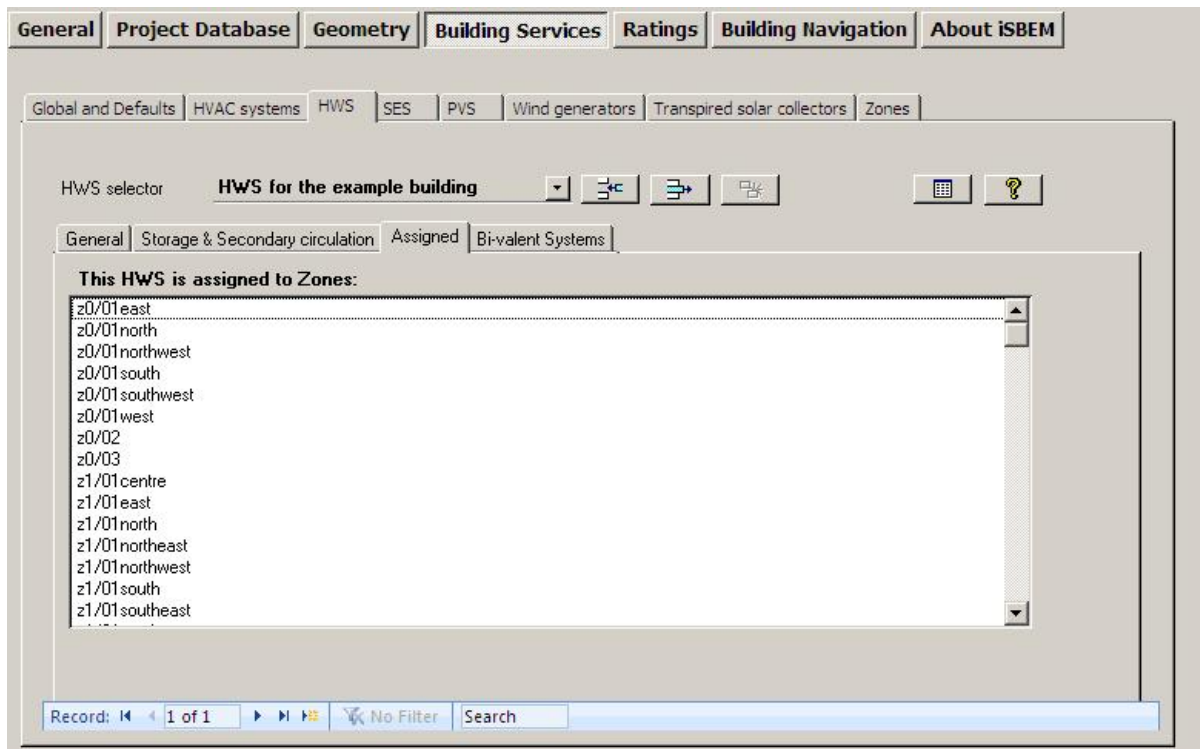 General Project Database Geometry Building Services Ratings Building Navigation About iSBEM
Global and Defaults HVAC systems HWS SES PVS Wind generators Transpired solar collectors Zones
HWS selector HWS for the example building
General Storage & Secondary circulation Assigned Bi-valent Systems
This HWS is assigned to Zones:
z0/01east
z0/01north
z0/01northwest
z0/01south
z0/01southwest
z0/01west
z0/02
z0/03
z1/01centre
z1/01east
z1/01north
z1/01northeast
z1/01northwest
z1/01south
z1/01southeast
Record: 1 of 1 No Filter Search